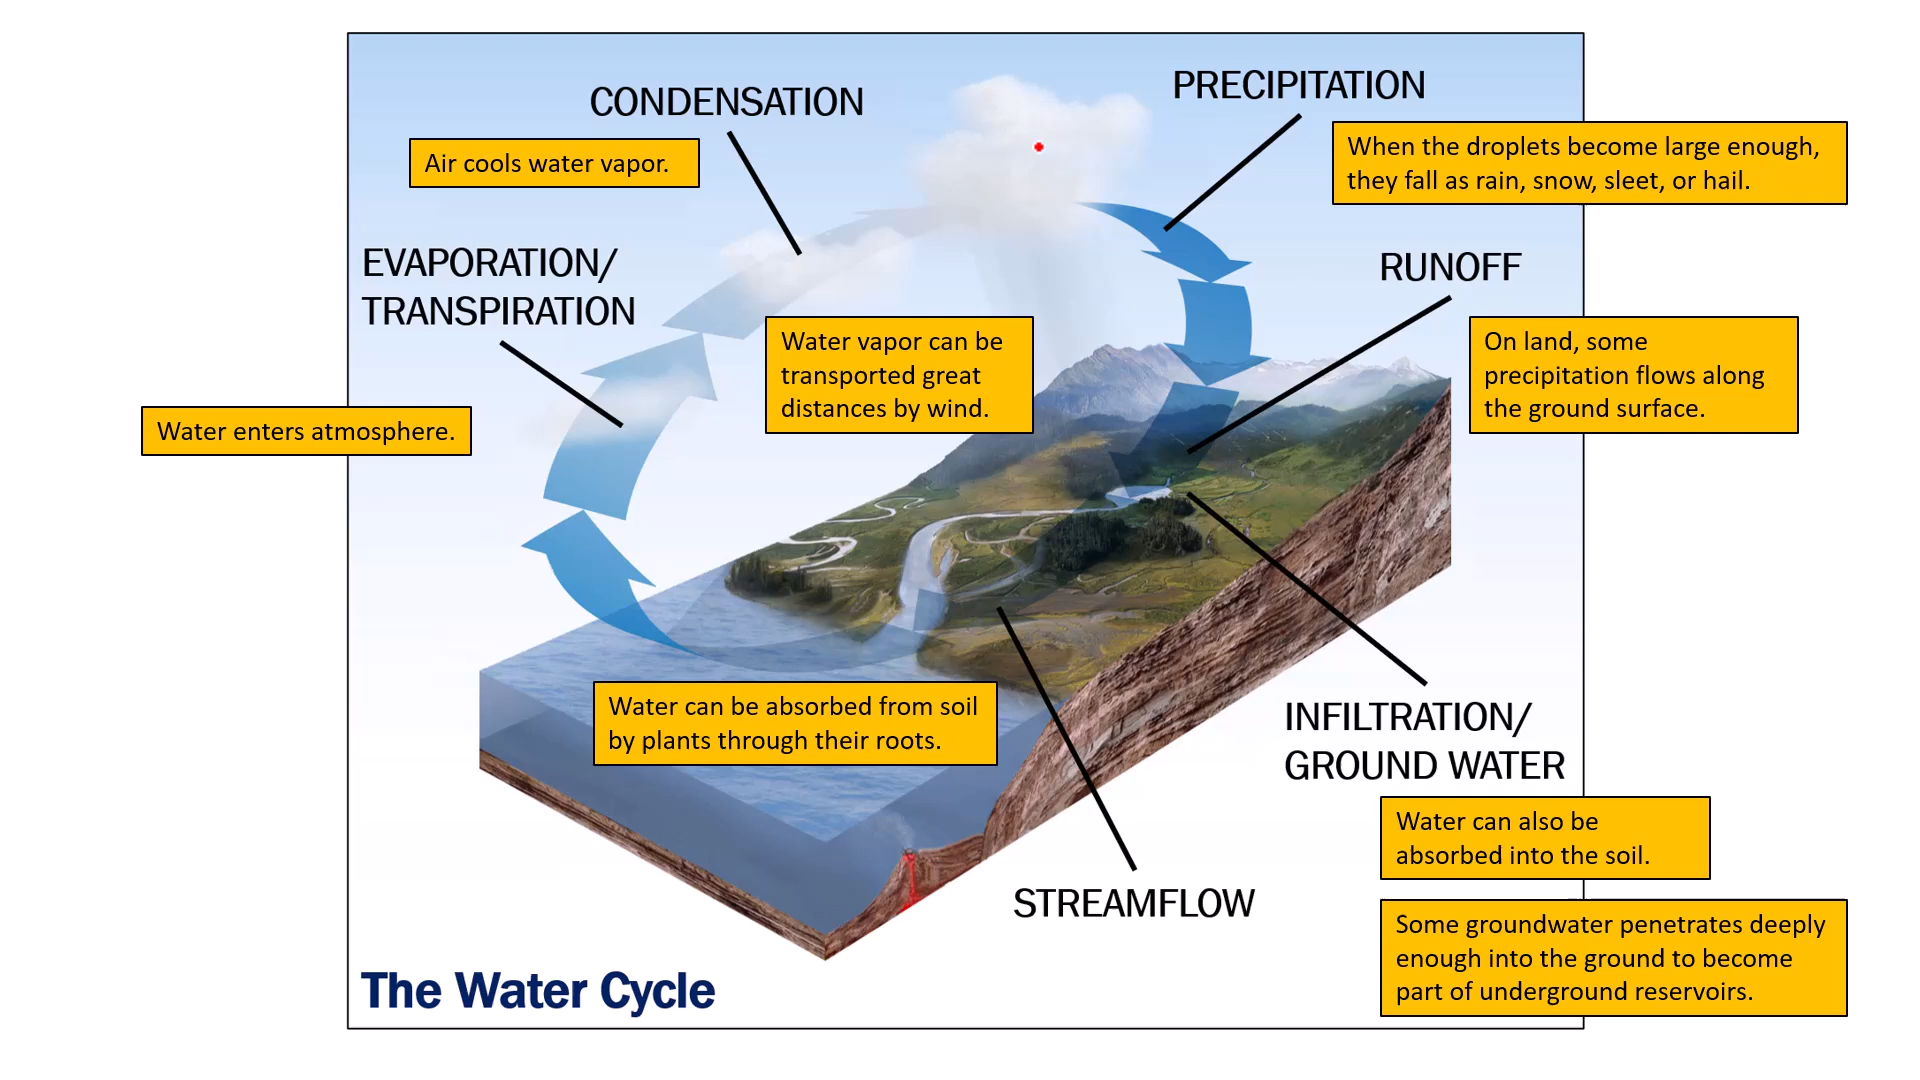 CONDENSATION
Air cools water vapor.
PRECIPITATION
When the droplets become large enough,
they fall as rain, snow, sleet, or hail.
EVAPORATION/
TRANSPIRATION
Water enters atmosphere.
Water vapor can be
transported great
distances by wind.
RUNOFF
On land, some
precipitation flows along
the ground surface.
Water can be absorbed from soil
by plants through their roots.
INFILTRATION/
GROUND WATER
Water can also be
absorbed into the soil.
Some groundwater penetrates deeply
enough into the ground to become
part of underground reservoirs.
STREAMFLOW
The Water Cycle